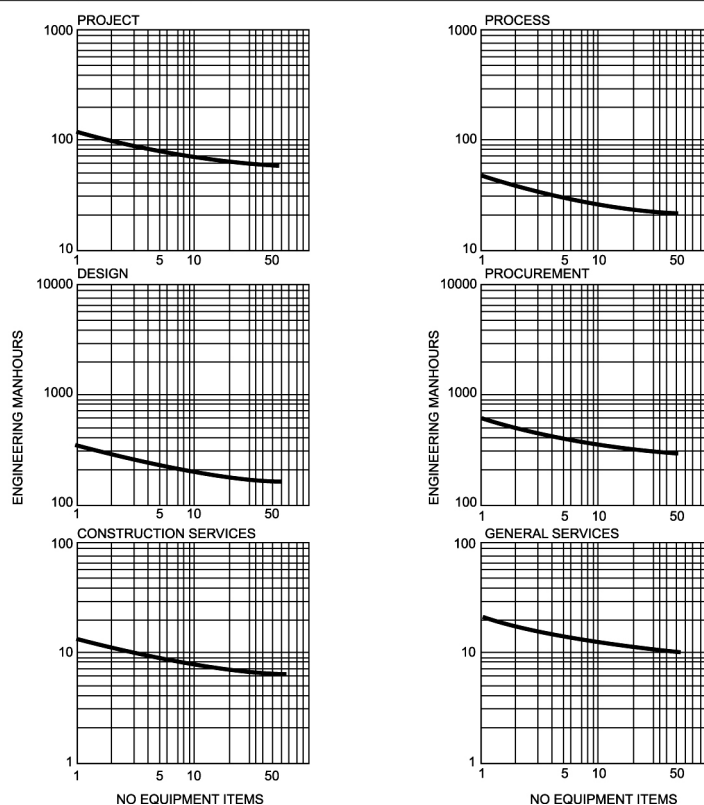 PROJECT
1000
100
10
1 5 10 50
PROCESS
1000
100
10
1 5 10 50
DESIGN
10000
1000
100
1 5 10 50
ENGINEERING MANHOURS
PROCUREMENT
10000
1000
100
1 5 10 50
ENGINEERING MANHOURS
CONSTRUCTION SERVICES
100
10
1
1 5 10 50
NO EQUIPMENT ITEMS
GENERAL SERVICES
100
10
1
1 5 10 50
NO EQUIPMENT ITEMS